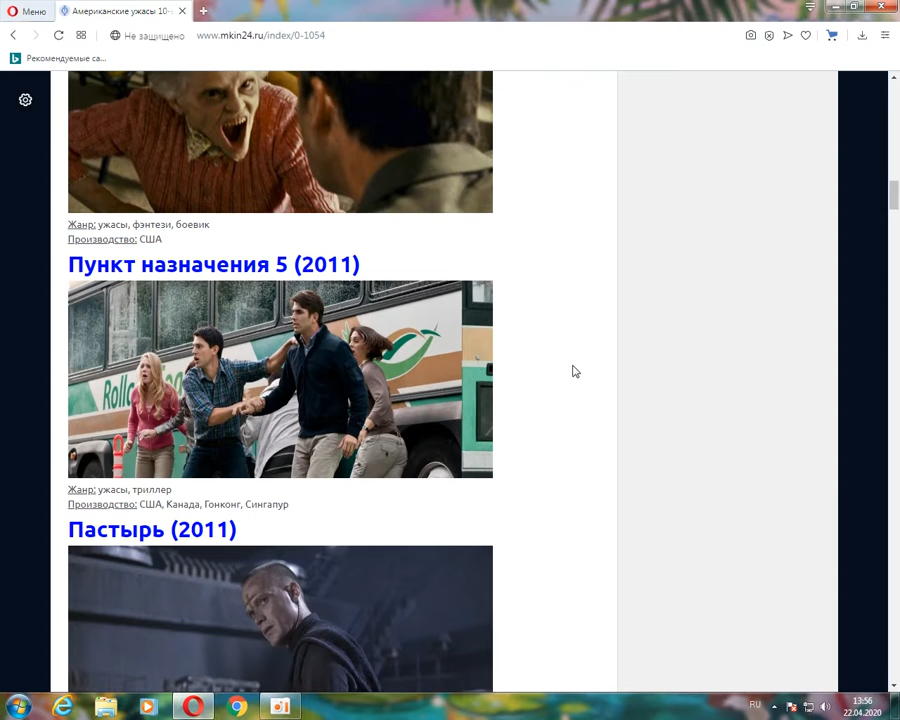 Меню
Американские ужасы 10-
Не защищено
www.mkin24.ru/index/0-1054
Рекомендуемые са...
Жанр: ужасы, фэнтези, боевик
Производство: США
Пункт назначения 5 (2011)
Жанр: ужасы, триллер
Производство: США, Канада, Гонконг, Сингапур
Пастырь (2011)
RU
13:56
22.04.2020